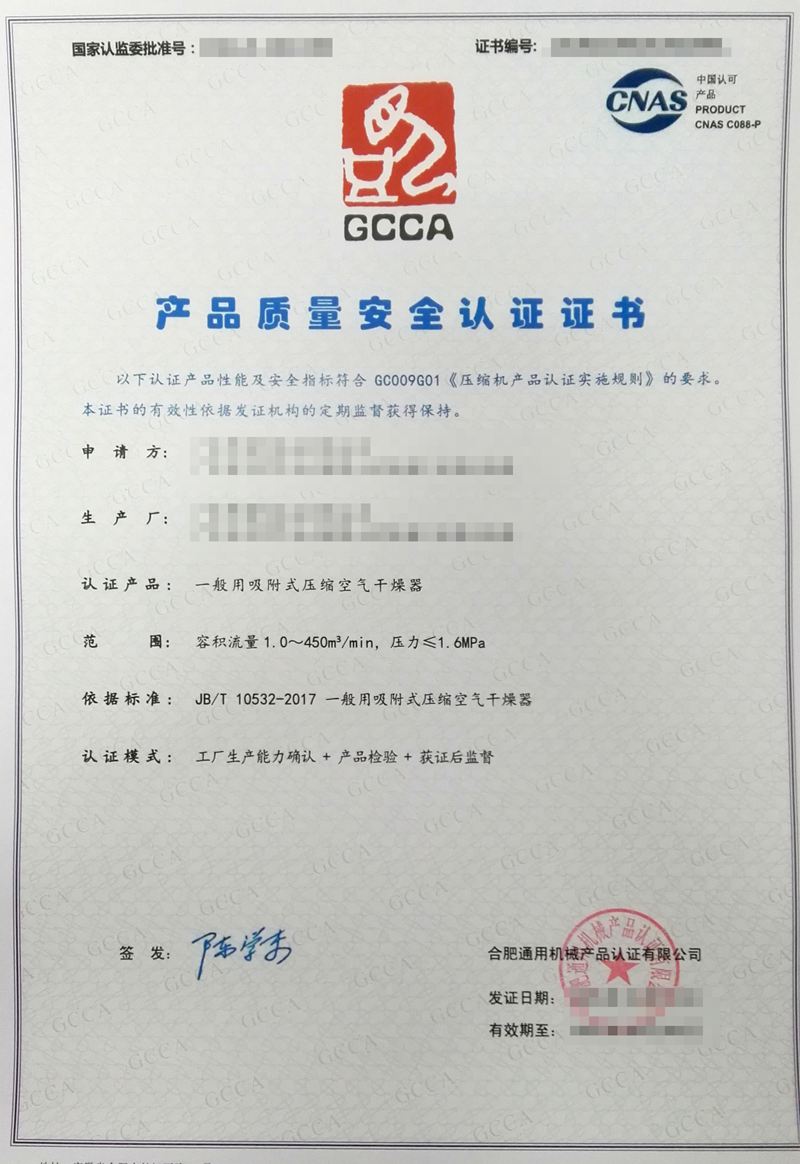 国家认监委批准号：
证书编号:
CNAS
中国认可
产品
PRODUCT
CNAS C088-P
GCCA
产品质量安全认证证书
以下认证产品性能及安全指标符合 GC009G01《压缩机产品认证实施规则》的要求。
本证书的有效性依据发证机构的定期监督获得保持。
申请方:
生产厂:
认证产品: 一般用吸附式压缩空气干燥器
范围: 容积流量1.0～450m³/min，压力≤1.6MPa
依据标准: JB/T 10532-2017 一般用吸附式压缩空气干燥器
认证模式: 工厂生产能力确认 + 产品检验 + 获证后监督
签发:
合肥通用机械产品认证有限公司
发证日期:
有效期至: